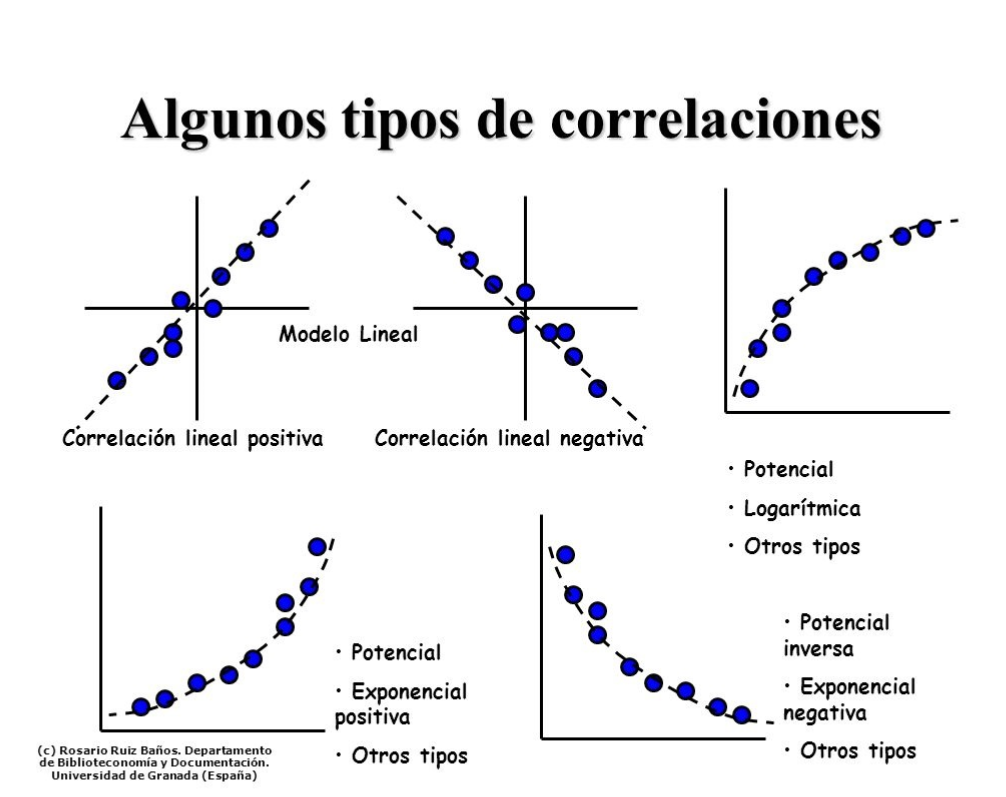 Algunos tipos de correlaciones
Modelo Lineal
Correlación lineal positiva
Correlación lineal negativa
· Potencial
· Logarítmica
· Otros tipos
· Potencial
· Exponencial
positiva
· Otros tipos
· Potencial
inversa
· Exponencial
negativa
· Otros tipos
(c) Rosario Ruiz Baños. Departamento
de Biblioteconomía y Documentación.
Universidad de Granada (España)